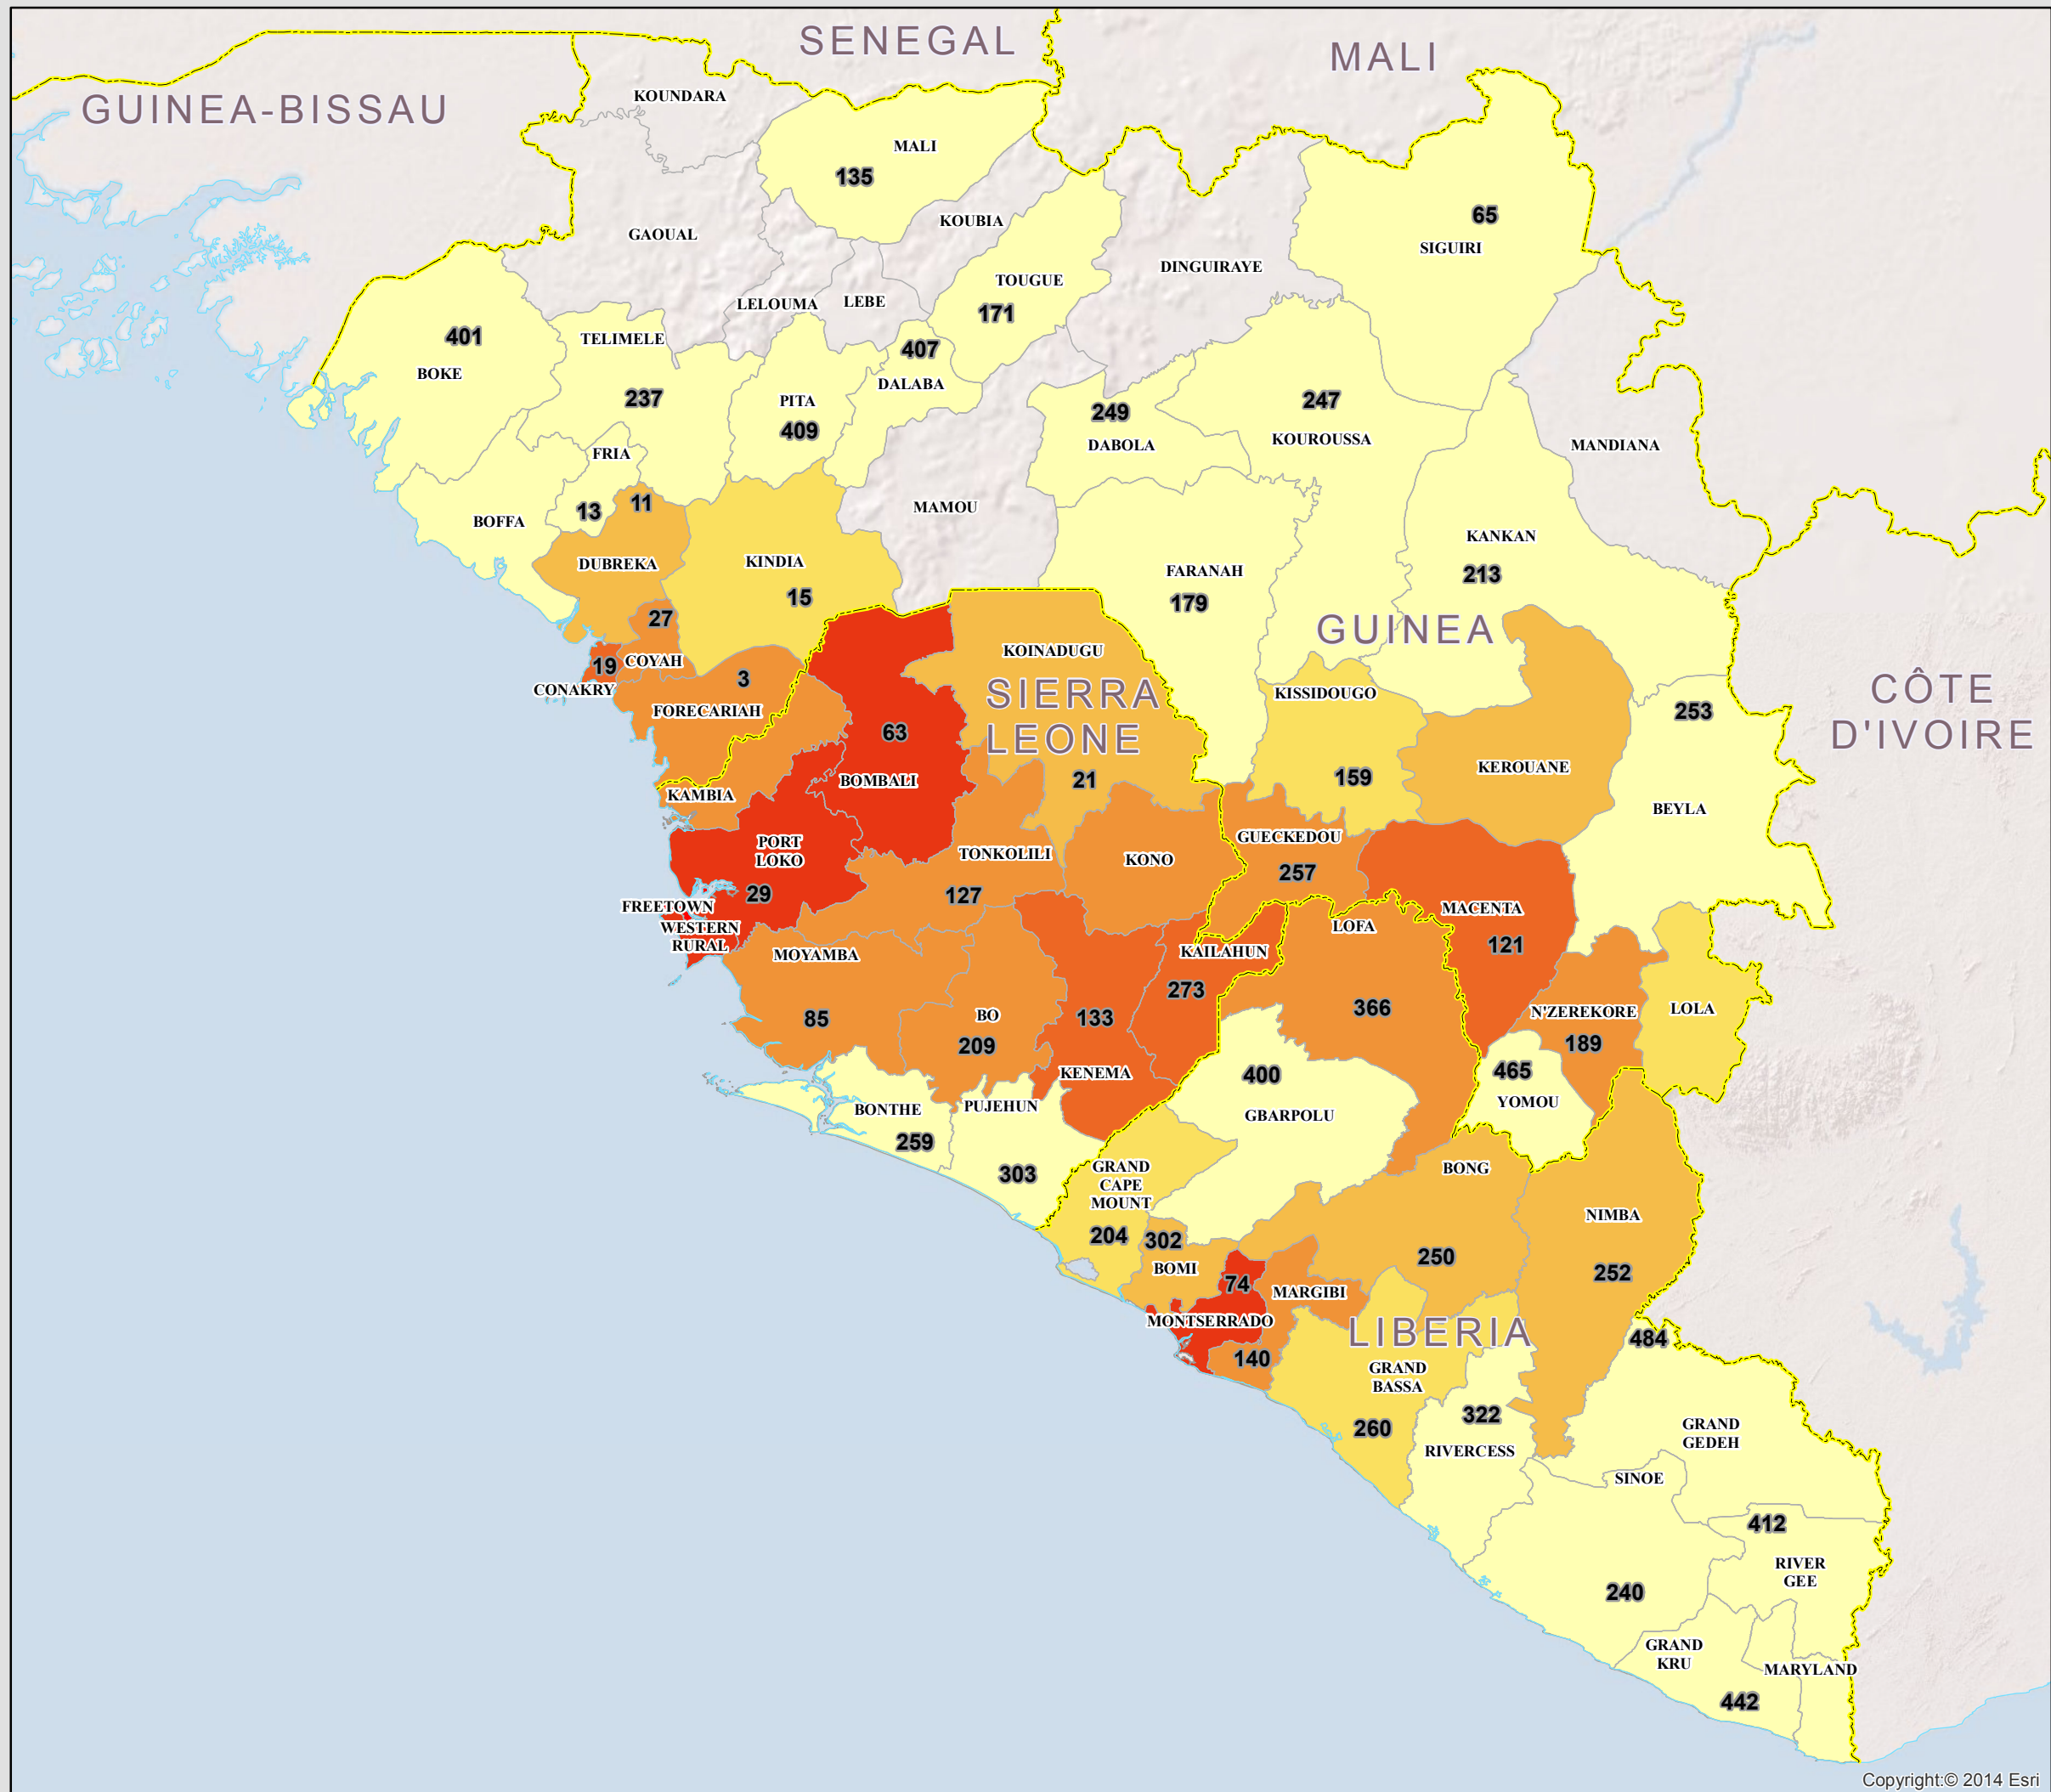 SENEGAL
MALI
GUINEA-BISSAU
KOUNDARA
MALI
135
KOUBIA
65
SIGUIRI
GAOUAL
DINGUIRAYE
TOUGUE
171
LELOUMA
LEBE
401
BOKE
TELIMELE
237
407
DALABA
PITA
409
249
DABOLA
247
KOUROUSSA
MANDIANA
FRIA
13
11
BOFFA
MAMOU
DUBREKA
KINDIA
15
FARANAH
179
KANKAN
213
GUINEA
27
COYAH
19
CONAKRY
3
FORECARIAH
KOINADUGU
SIERRA
LEONE
21
KISSIDOUGO
159
253
CÔTE
D'IVOIRE
63
BOMBALI
KEROUANE
BEYLA
KAMBIA
PORT
LOKO
29
TONKOLILI
127
KONO
GUECKEDOU
257
FREETOWN
WESTERN
RURAL
MACENTA
121
LOFA
366
MOYAMBA
85
KAILAHUN
273
BO
209
133
KENEMA
N'ZEREKORE
189
LOLA
465
YOMOU
400
GBARPOLU
BONTHE
259
PUJEHUN
303
GRAND
CAPE
MOUNT
204
302
BOMI
BONG
250
NIMBA
252
74
MONTSERRADO
MARGIBI
140
LIBERIA
484
GRAND
BASSA
260
322
RIVERCESS
GRAND
GEDEH
SINOE
240
412
RIVER
GEE
GRAND
KRU
442
MARYLAND
Copyright:© 2014 Esri